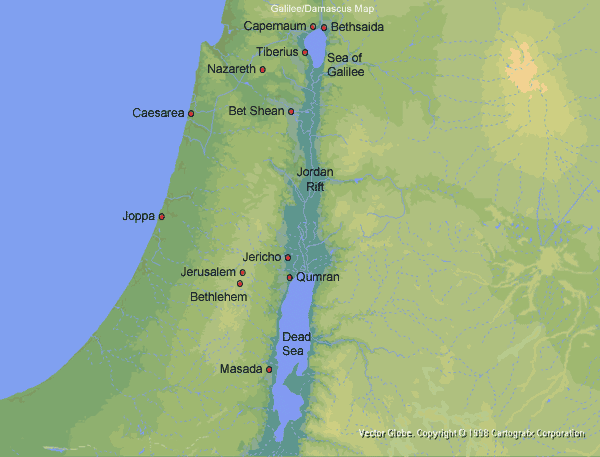 Galilee/Damascus Map
Capernaum
Bethsaida
Tiberius
Sea of
Galilee
Nazareth
Caesarea
Bet Shean
Jordan
Rift
Joppa
Jericho
Jerusalem
Qumran
Bethlehem
Dead
Sea
Masada
Vector Globe. Copyright © 1998 Cartografx Corporation